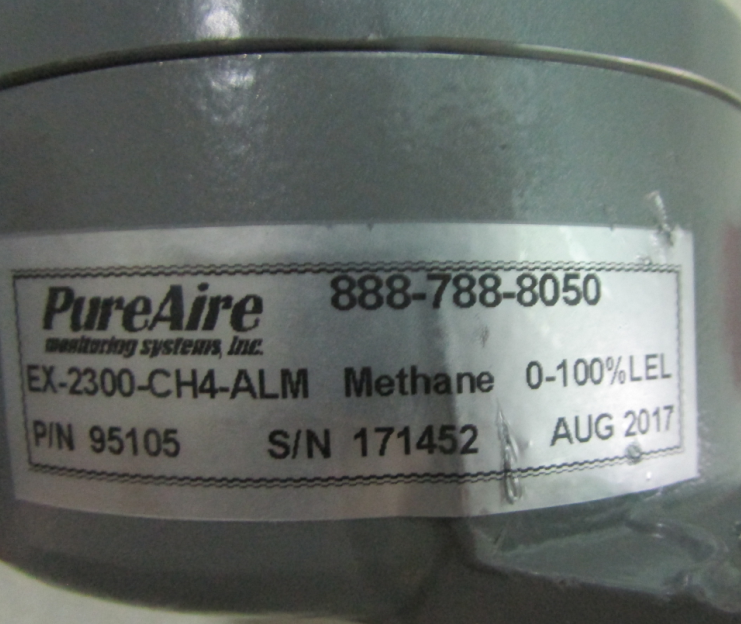 PureAire 888-788-8050
monitoring systems, Inc.
EX-2300-CH4-ALM Methane 0-100%LEL
P/N 95105 S/N 171452 AUG 2017